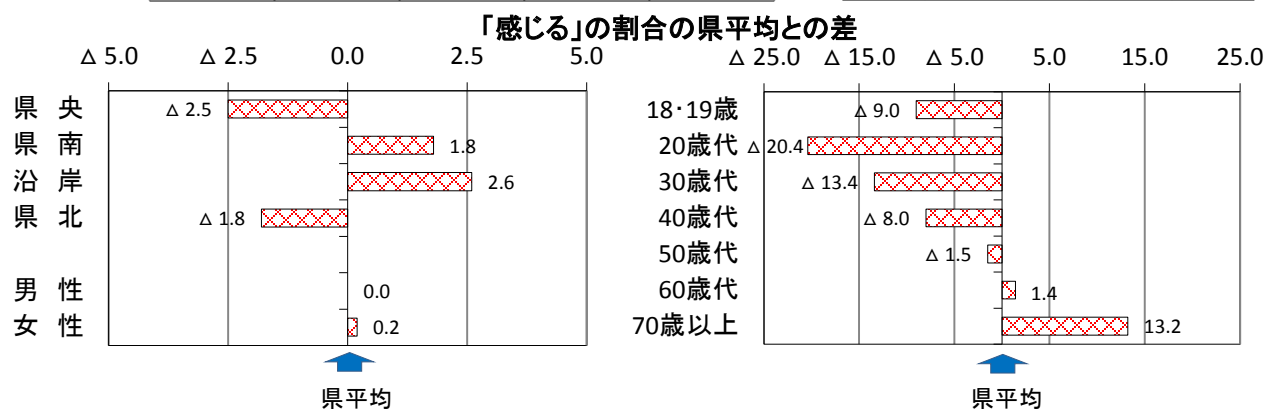 「感じる」の割合の県平均との差
△ 5.0 △ 2.5 0.0 2.5 5.0
県 央 △ 2.5
県 南 1.8
沿 岸 2.6
県 北 △ 1.8
男 性 0.0
女 性 0.2
県平均
△ 25.0 △ 15.0 △ 5.0 5.0 15.0 25.0
18・19歳 △ 9.0
20歳代 △ 20.4
30歳代 △ 13.4
40歳代 △ 8.0
50歳代 △ 1.5
60歳代 1.4
70歳以上 13.2
県平均